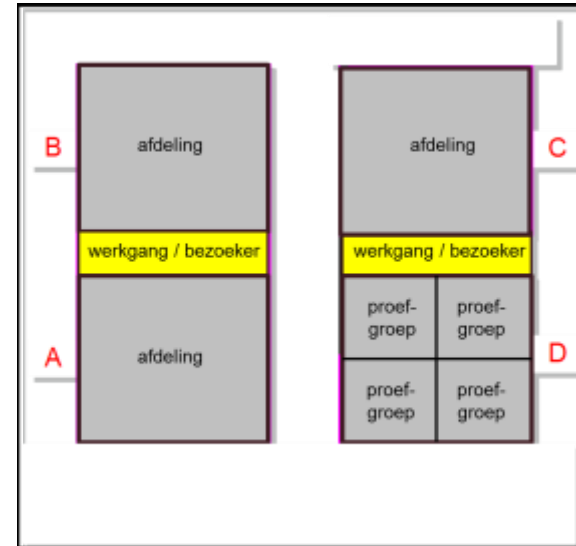 B
afdeling
afdeling
C
werkgang / bezoeker
werkgang / bezoeker
A
afdeling
proef-
groep
proef-
groep
D
proef-
groep
proef-
groep